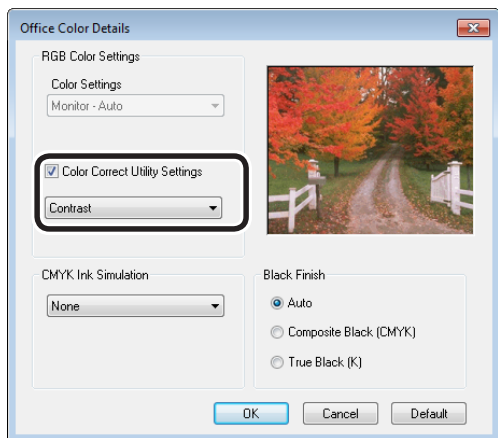 Office Color Details
RGB Color Settings
Color Settings
Monitor - Auto
Color Correct Utility Settings
Contrast
CMYK Ink Simulation
None
Black Finish
Auto
Composite Black (CMYK)
True Black (K)
OK
Cancel
Default